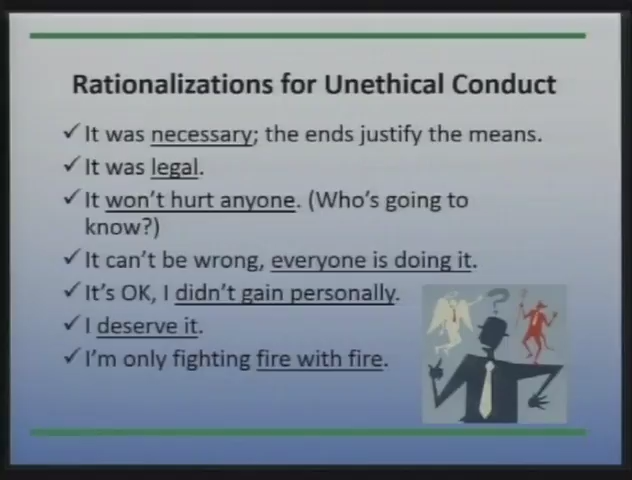 Rationalizations for Unethical Conduct
✓ It was necessary; the ends justify the means.
✓ It was legal.
✓ It won't hurt anyone. (Who's going to
know?)
✓ It can't be wrong, everyone is doing it.
✓ It's OK, I didn't gain personally.
✓ I deserve it.
✓ I'm only fighting fire with fire.
?